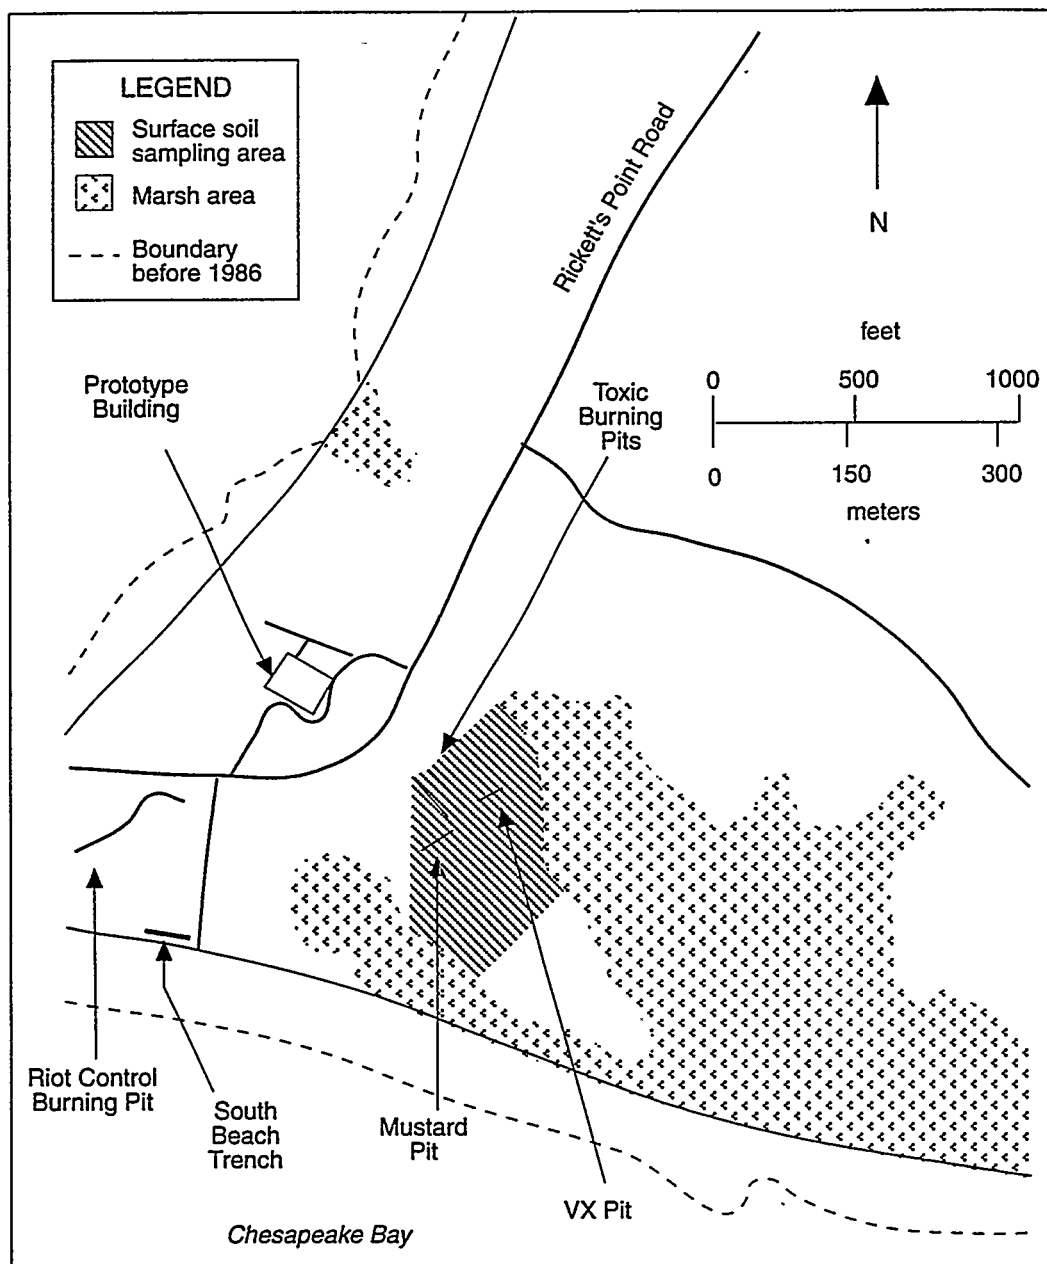 LEGEND
Surface soil
sampling area
Marsh area
Boundary
before 1986
Rickett's Point Road
N
feet
0 500 1000
0 150 300
meters
Prototype
Building
Toxic
Burning
Pits
Riot Control
Burning Pit
South
Beach
Trench
Mustard
Pit
VX Pit
Chesapeake Bay